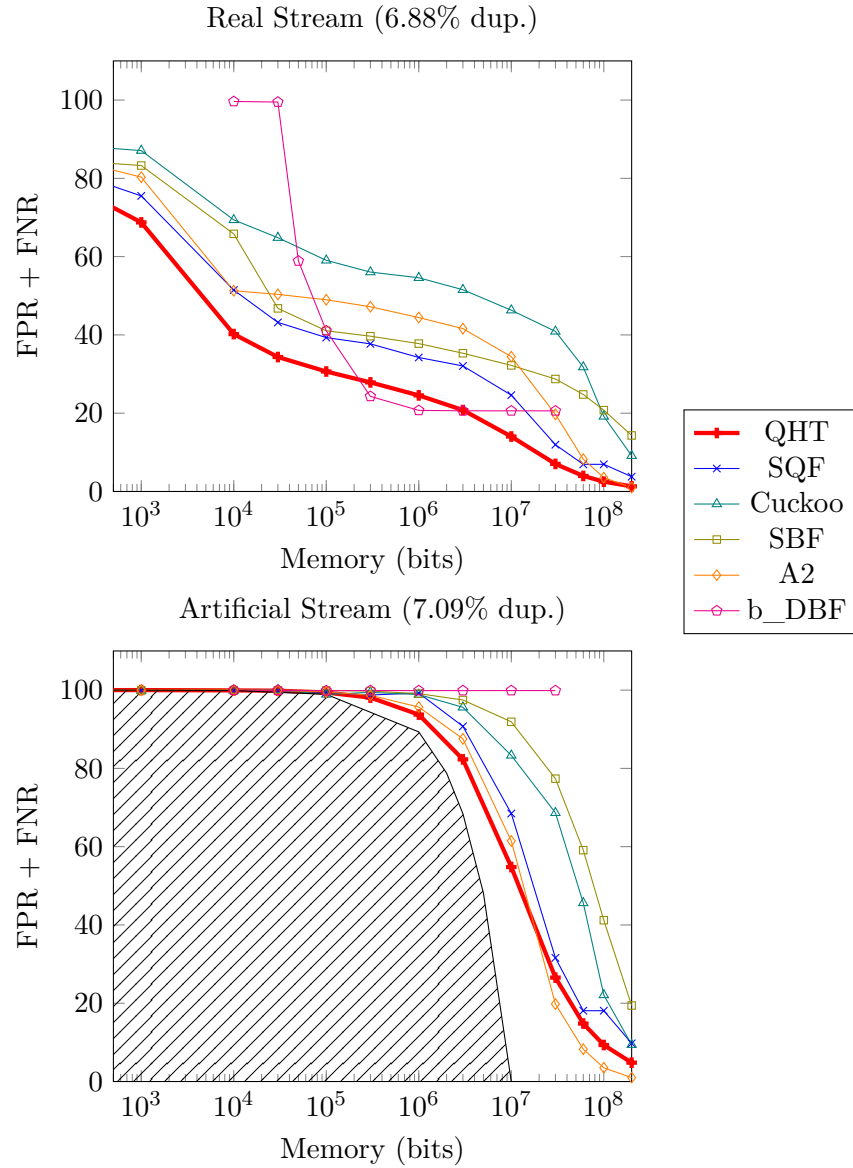 Real Stream (6.88% dup.)
FPR + FNR
100
80
60
40
20
0
10^3 10^4 10^5 10^6 10^7 10^8
Memory (bits)
QHT
SQF
Cuckoo
SBF
A2
b_DBF
Artificial Stream (7.09% dup.)
FPR + FNR
100
80
60
40
20
0
10^3 10^4 10^5 10^6 10^7 10^8
Memory (bits)